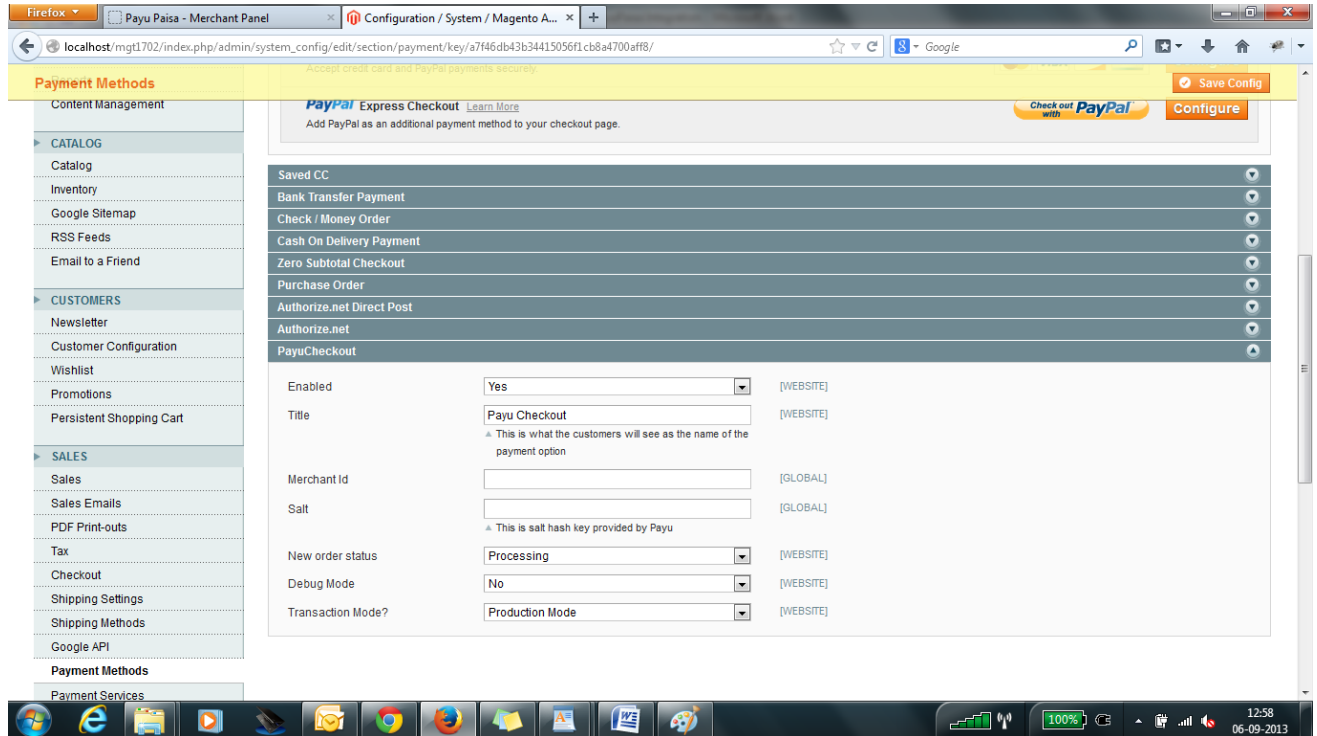 Firefox
Payu Paisa - Merchant Panel
Configuration / System / Magento A...
localhost/mgt1702/index.php/admin/system_config/edit/section/payment/key/a7f46db43b34415056f1cb8a4700aff8/
Google
Accept credit card and PayPal payments securely.
Payment Methods
Save Config
Content Management
CATALOG
Catalog
Inventory
Google Sitemap
RSS Feeds
Email to a Friend
CUSTOMERS
Newsletter
Customer Configuration
Wishlist
Promotions
Persistent Shopping Cart
SALES
Sales
Sales Emails
PDF Print-outs
Tax
Checkout
Shipping Settings
Shipping Methods
Google API
Payment Methods
Payment Services
PayPal Express Checkout Learn More
Add PayPal as an additional payment method to your checkout page.
Check out with PayPal
Configure
Saved CC
Bank Transfer Payment
Check / Money Order
Cash On Delivery Payment
Zero Subtotal Checkout
Purchase Order
Authorize.net Direct Post
Authorize.net
PayuCheckout
Enabled Yes [WEBSITE]
Title Payu Checkout [WEBSITE]
This is what the customers will see as the name of the
payment option
Merchant Id [GLOBAL]
Salt [GLOBAL]
This is salt hash key provided by Payu
New order status Processing [WEBSITE]
Debug Mode No [WEBSITE]
Transaction Mode? Production Mode [WEBSITE]
100%
12:58
06-09-2013